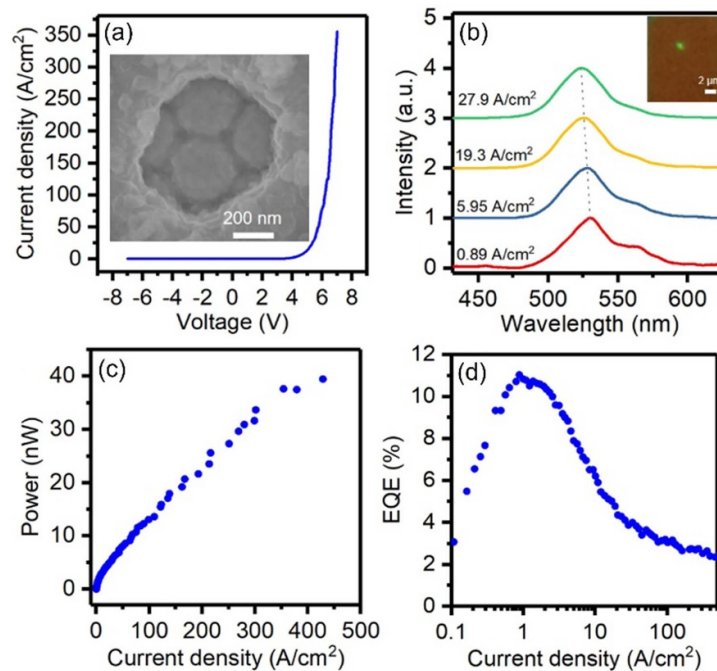 (a)
Current density (A/cm²)
350
300
250
200
150
100
50
0
200 nm
-8 -6 -4 -2 0 2 4 6 8
Voltage (V)
(b)
Intensity (a.u.)
5
4
3
2
1
0
2 µm
27.9 A/cm²
19.3 A/cm²
5.95 A/cm²
0.89 A/cm²
450 500 550 600
Wavelength (nm)
(c)
Power (nW)
40
30
20
10
0
0 100 200 300 400 500
Current density (A/cm²)
(d)
EQE (%)
12
10
8
6
4
2
0
0.1 1 10 100
Current density (A/cm²)